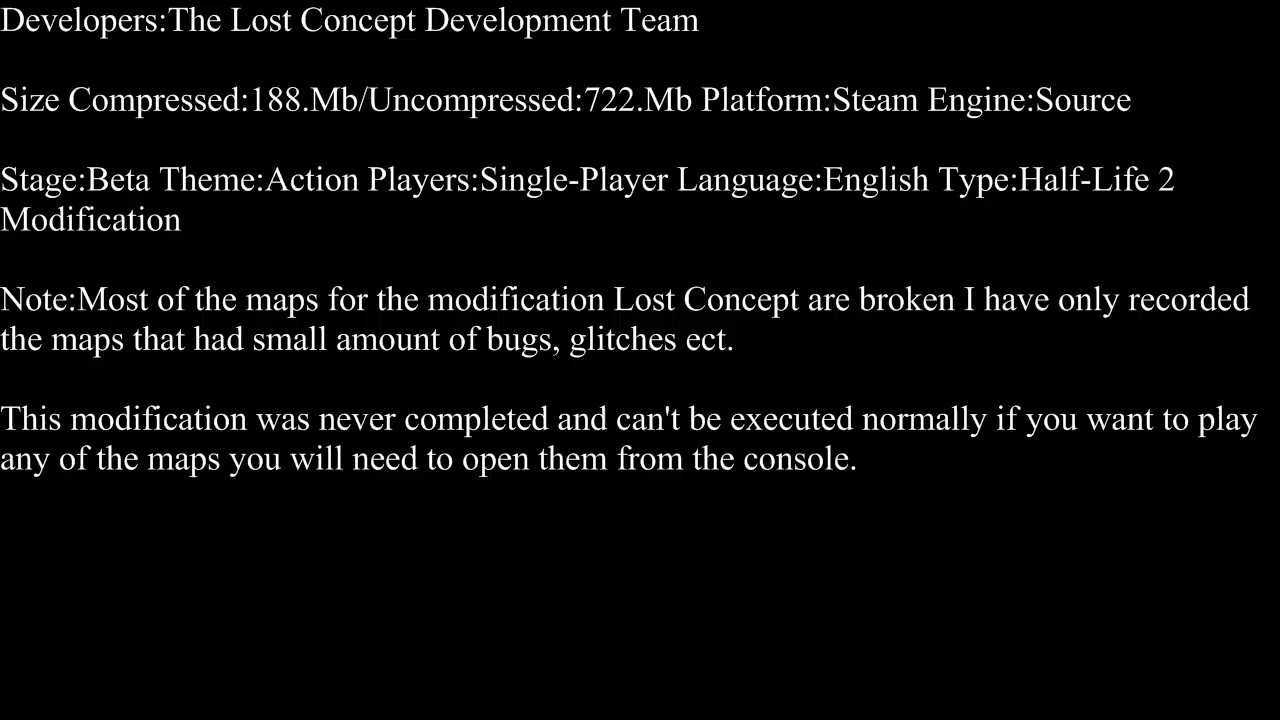 Developers:The Lost Concept Development Team
Size Compressed:188.Mb/Uncompressed:722.Mb Platform:Steam Engine:Source
Stage:Beta Theme:Action Players:Single-Player Language:English Type:Half-Life 2
Modification
Note:Most of the maps for the modification Lost Concept are broken I have only recorded
the maps that had small amount of bugs, glitches ect.
This modification was never completed and can't be executed normally if you want to play
any of the maps you will need to open them from the console.